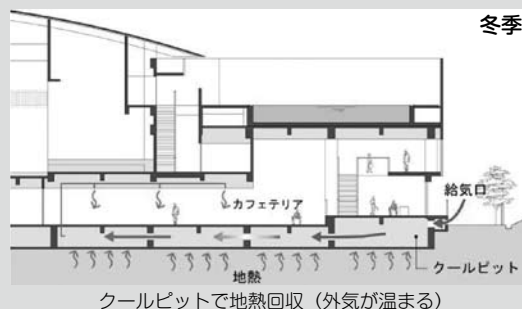 冬季
給気口
カフェテリア
クールピット
地熱
クールピットで地熱回収（外気が温まる）